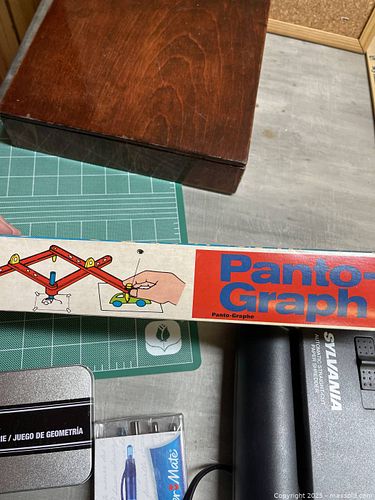 Panto-
Graph
Panto-Graphe
SYLVANIA
IE / JUEGO DE GEOMETRÍA
Mate
Copyright 2025 - maxsold.com